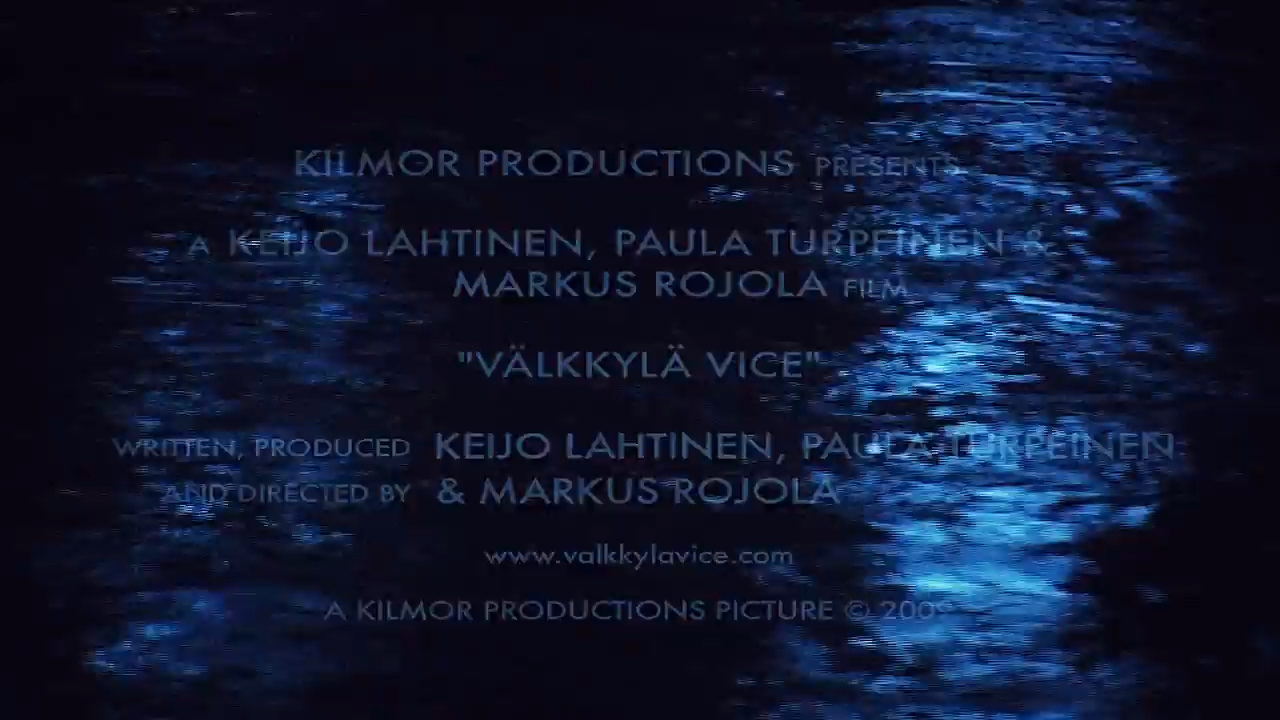 KILMOR PRODUCTIONS PRESENTS
A KEIJO LAHTINEN, PAULA TURPEINEN &
MARKUS ROJOLA FILM
"VÄLKKYLÄ VICE"
WRITTEN, PRODUCED KEIJO LAHTINEN, PAULA TURPEINEN
AND DIRECTED BY & MARKUS ROJOLA
www.valkkylavice.com
A KILMOR PRODUCTIONS PICTURE © 2009